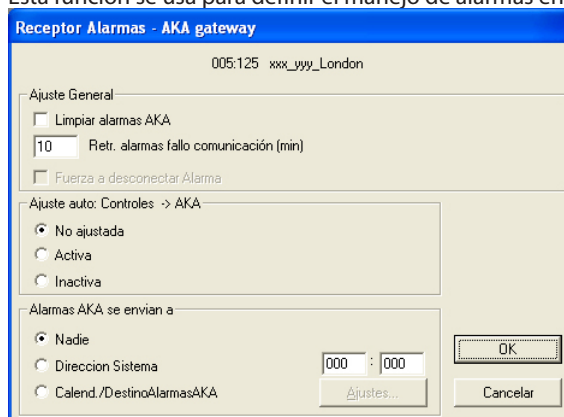 Esta función se usa para definir el manejo de alarmas en
Receptor Alarmas - AKA gateway
005:125 xxx_yyy_London
Ajuste General
Limpiar alarmas AKA
10 Retr. alarmas fallo comunicación (min)
Fuerza a desconectar Alarma
Ajuste auto: Controles -> AKA
No ajustada
Activa
Inactiva
Alarmas AKA se envian a
Nadie
Direccion Sistema 000 : 000
Calend./DestinoAlarmasAKA Ajustes...
OK
Cancelar